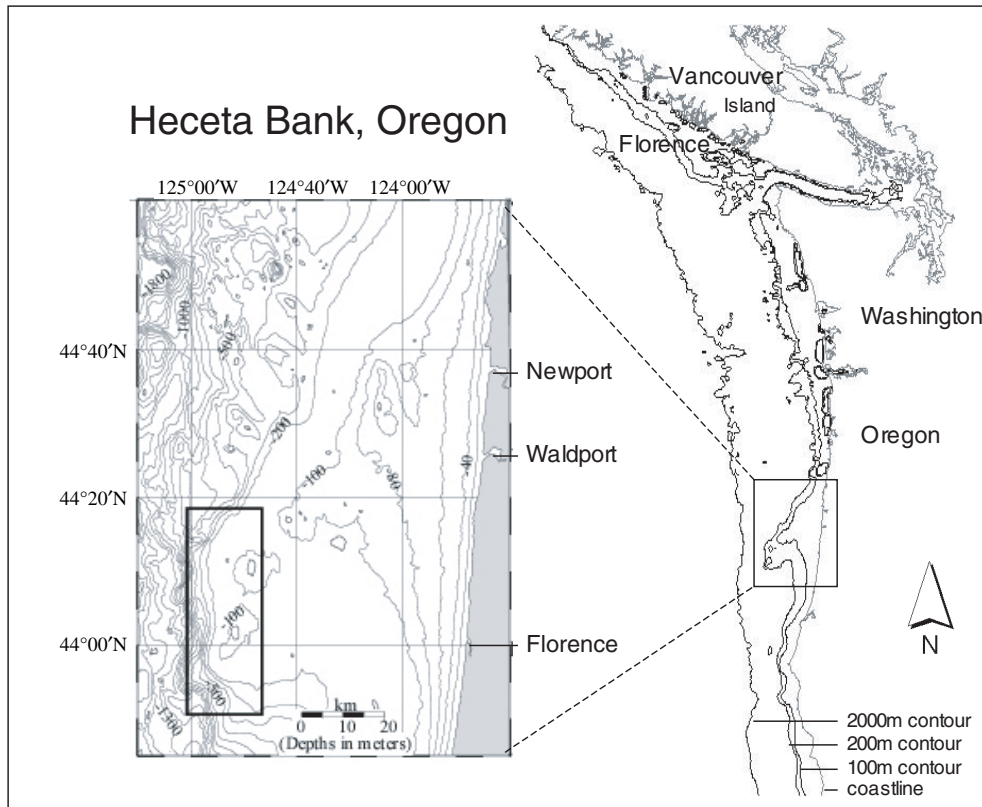 Heceta Bank, Oregon
125°00′W 124°40′W 124°00′W
44°40′N
44°20′N
44°00′N
-1800
-1000
-500
-200
-100
-80
-40
-100
-500
-1300
km
0 10 20
(Depths in meters)
Newport
Waldport
Florence
Vancouver
Island
Florence
Washington
Oregon
N
2000m contour
200m contour
100m contour
coastline